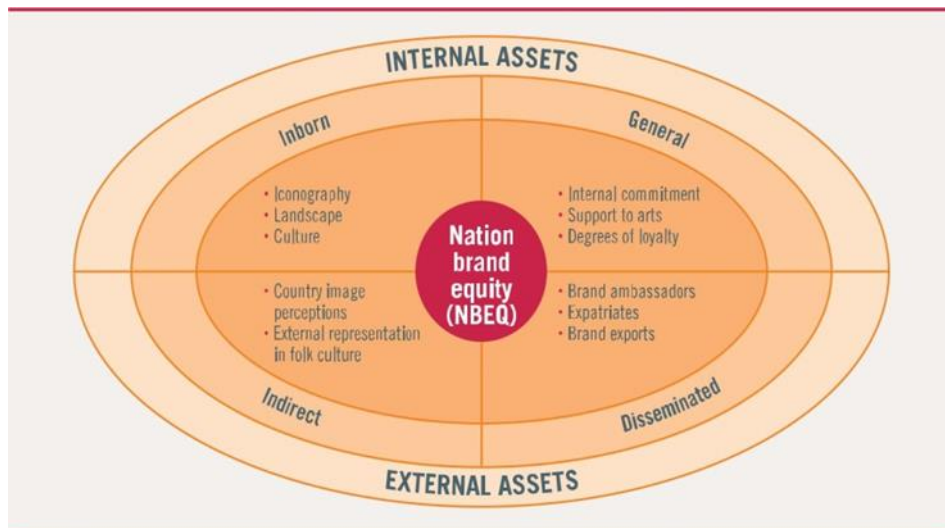 INTERNAL ASSETS
Inborn
General
• Iconography
• Landscape
• Culture
• Internal commitment
• Support to arts
• Degrees of loyalty
Nation
brand
equity
(NBEQ)
• Country image
perceptions
• External representation
in folk culture
• Brand ambassadors
• Expatriates
• Brand exports
Indirect
Disseminated
EXTERNAL ASSETS